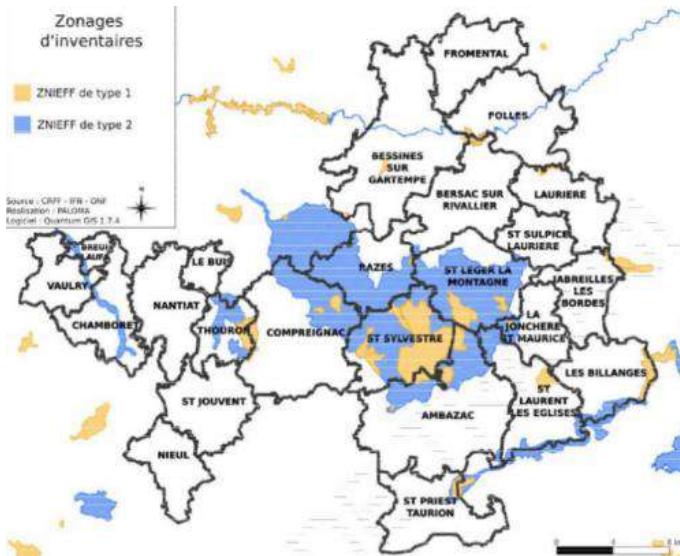 Zonages
d'inventaires
ZNIEFF de type 1
ZNIEFF de type 2
N
Source : CRPF - IFR - ONF
Réalisation : PALOMA
Logiciel : Quantum GIS 1.7.4
FROMENTAL
FOLLES
BESSINES
SUR
GARTEMPE
BERSAC SUR
RIVALLIER
LAURIERE
ST SULPICE
LAURIERE
BREUI
LAUFA
LE BUIS
VAULRY
NANTIAT
RAZES
ST LEGER LA
MONTAGNE
JABREILLES
LES
BORDES
CHAMBORET
THOURON
COMPREIGNAC
ST SYLVESTRE
LA
JONCHERE
ST MAURICE
LES BILLANGES
ST JOUVENT
AMBAZAC
ST
LAURENT
LES EGLISES
NIEUL
ST PRIEST
TAURION